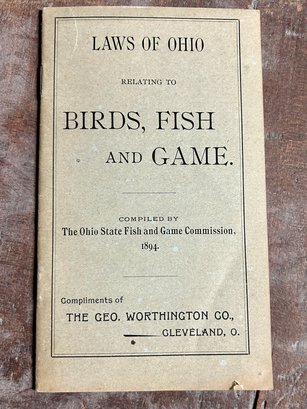 LAWS OF OHIO
RELATING TO
BIRDS, FISH
AND GAME.
COMPILED BY
The Ohio State Fish and Game Commission,
1894.
Compliments of
THE GEO. WORTHINGTON CO.,
CLEVELAND, O.